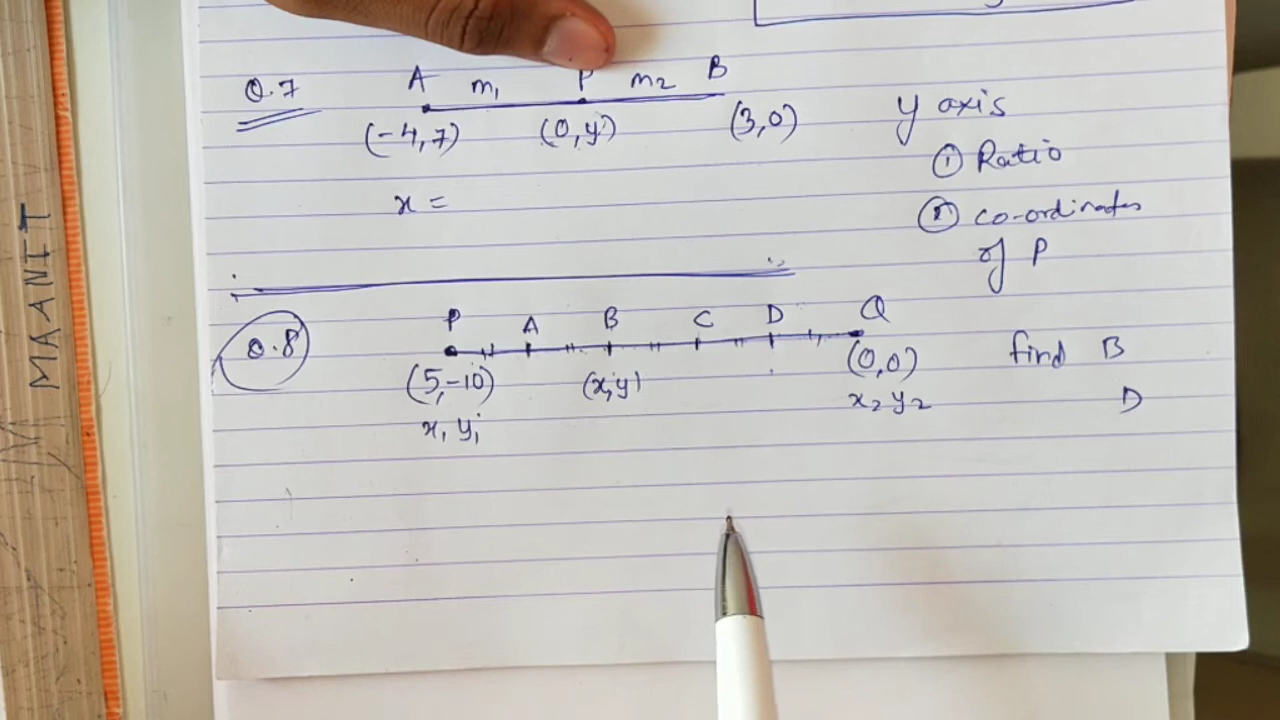 Q.7
A m₁ P m₂ B
(-4,7) (0,y) (3,0)
y axis
① Ratio
② co-ordinates
of P
x =
Q.8
P A B C D Q
(5,-10) (x,y) (0,0)
x₁ y₁ x₂ y₂
find B
D
MAANIT